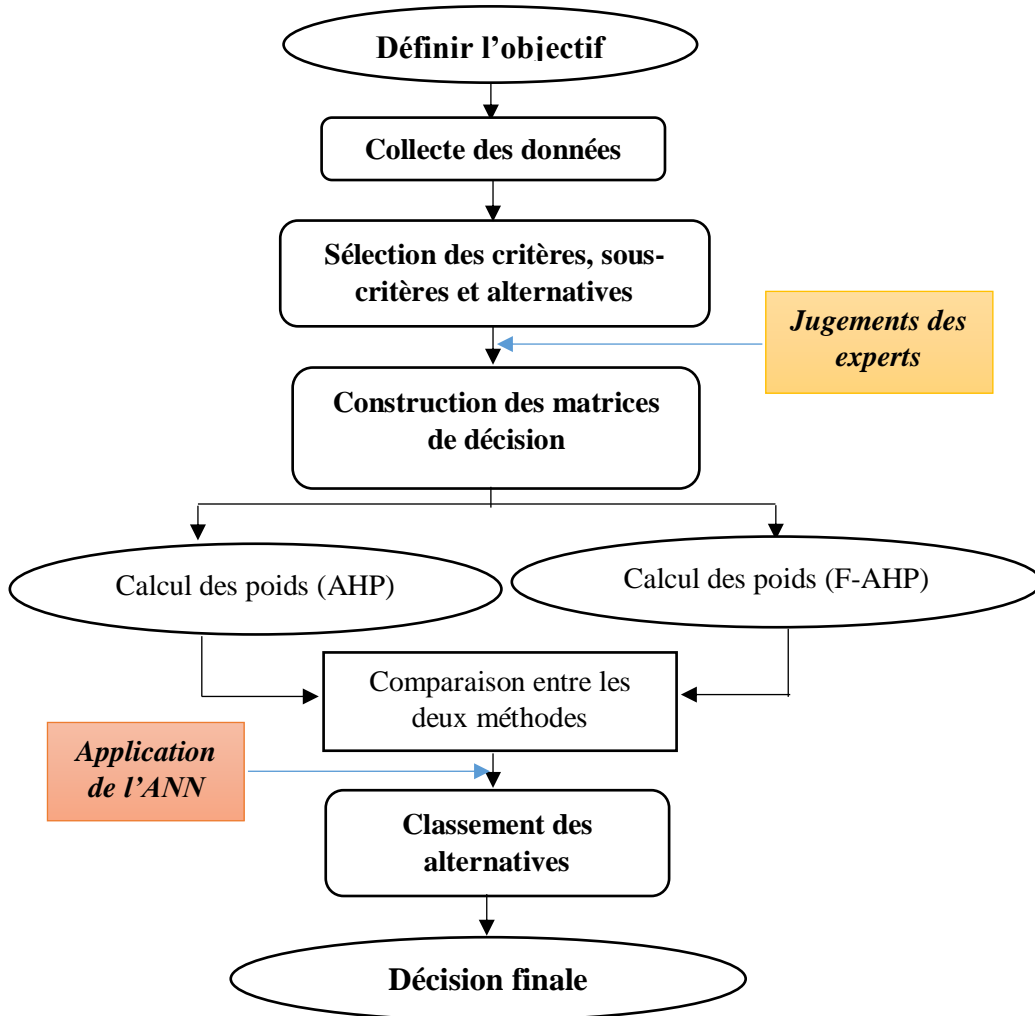 Définir l’objectif
Collecte des données
Sélection des critères, sous-
critères et alternatives
Jugements des
experts
Construction des matrices
de décision
Calcul des poids (AHP)
Calcul des poids (F-AHP)
Comparaison entre les
deux méthodes
Application
de l’ANN
Classement des
alternatives
Décision finale